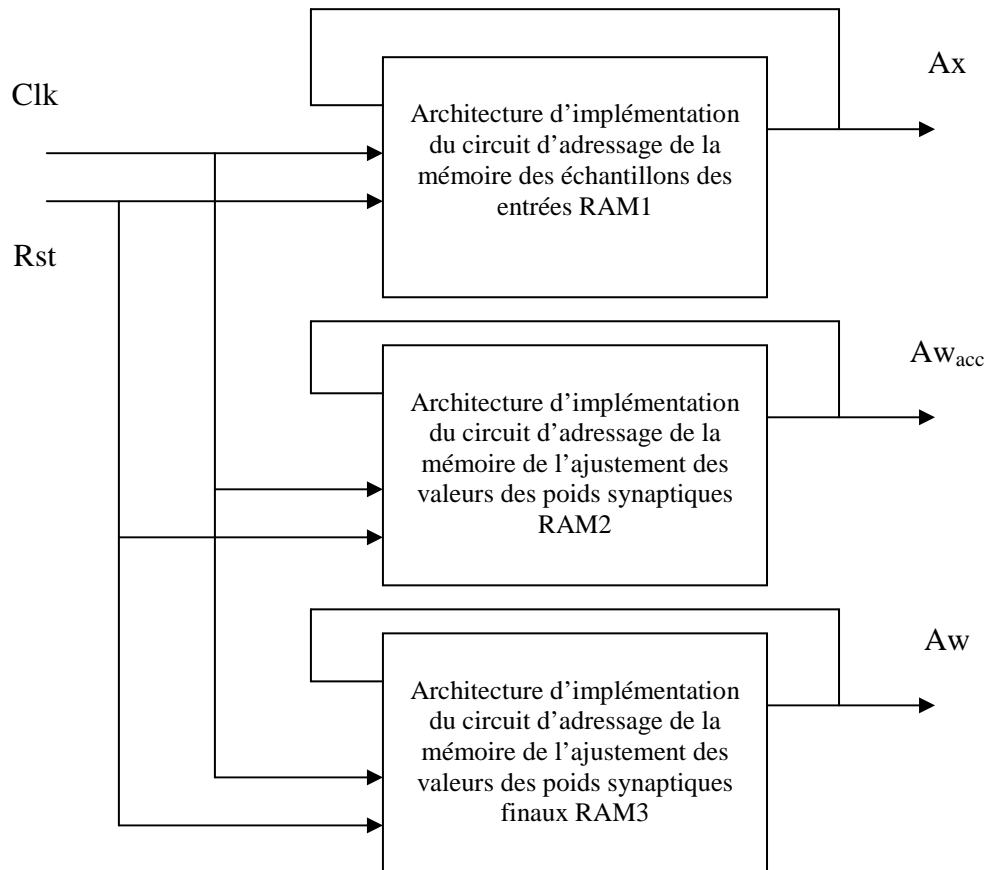 Ax
Clk
Architecture d’implémentation
du circuit d’adressage de la
mémoire des échantillons des
entrées RAM1
Rst
Aw_acc
Architecture d’implémentation
du circuit d’adressage de la
mémoire de l’ajustement des
valeurs des poids synaptiques
RAM2
Aw
Architecture d’implémentation
du circuit d’adressage de la
mémoire de l’ajustement des
valeurs des poids synaptiques
finaux RAM3